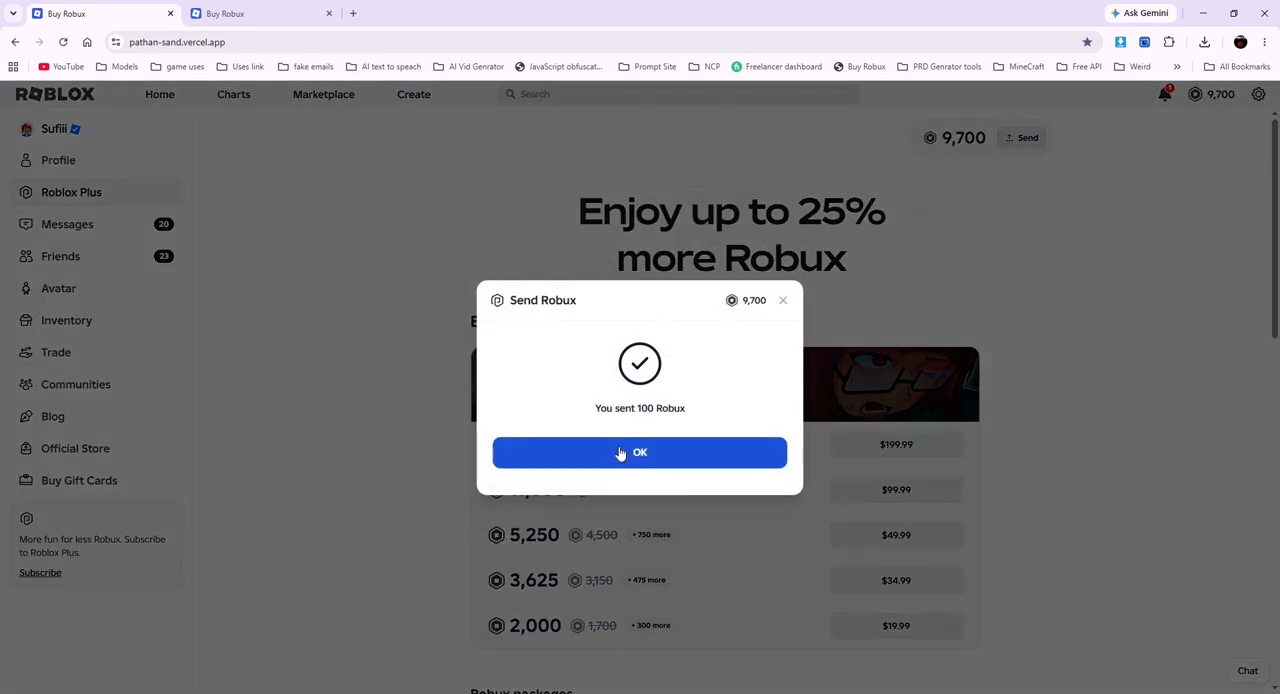 Buy Robux
Buy Robux
Ask Gemini
pathan-sand.vercel.app
YouTube
Models
game uses
Uses link
fake emails
AI text to speach
AI Vid Genrator
JavaScript obfuscat...
Prompt Site
NCP
Freelancer dashboard
Buy Robux
PRD Genrator tools
MineCraft
Free API
Weird
All Bookmarks
ROBLOX
Home
Charts
Marketplace
Create
Search
1
9,700
Sufiii
Profile
Roblox Plus
Messages
20
Friends
23
Avatar
Inventory
Trade
Communities
Blog
Official Store
Buy Gift Cards
More fun for less Robux. Subscribe
to Roblox Plus.
Subscribe
9,700
Send
Enjoy up to 25%
more Robux
Send Robux
9,700
You sent 100 Robux
OK
$199.99
$99.99
5,250
4,500
+ 750 more
$49.99
3,625
3,150
+ 475 more
$34.99
2,000
1,700
+ 300 more
$19.99
Robux packages
Chat